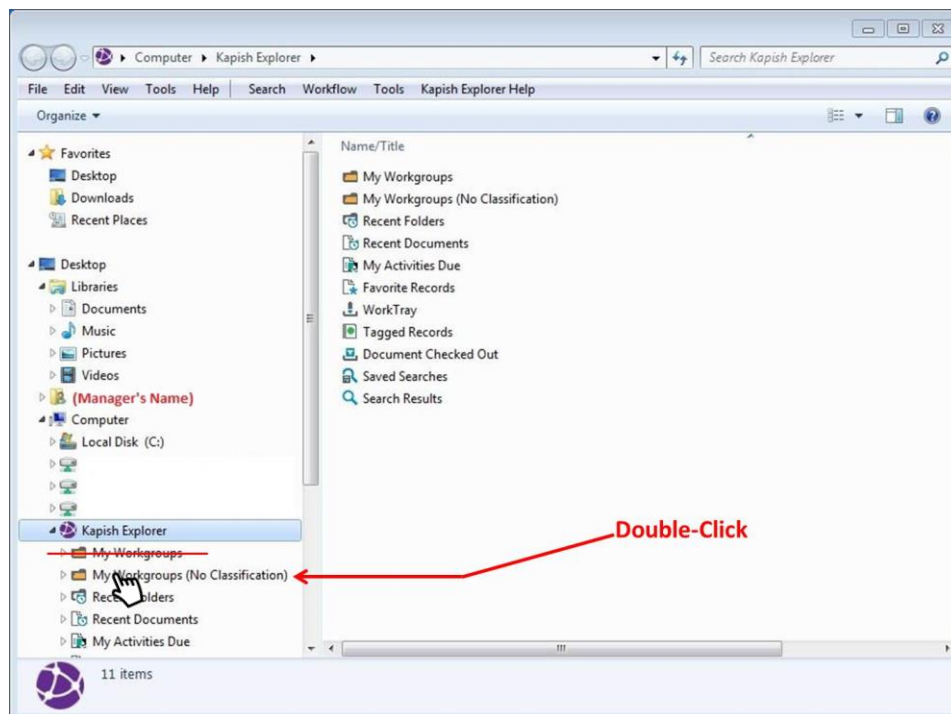 Computer ▸ Kapish Explorer ▸
Search Kapish Explorer
File Edit View Tools Help Search Workflow Tools Kapish Explorer Help
Organize
Favorites
Desktop
Downloads
Recent Places
Desktop
Libraries
Documents
Music
Pictures
Videos
(Manager's Name)
Computer
Local Disk (C:)
Kapish Explorer
My Workgroups
My Workgroups (No Classification)
Recent Folders
Recent Documents
My Activities Due
Name/Title
My Workgroups
My Workgroups (No Classification)
Recent Folders
Recent Documents
My Activities Due
Favorite Records
WorkTray
Tagged Records
Document Checked Out
Saved Searches
Search Results
Double-Click
11 items